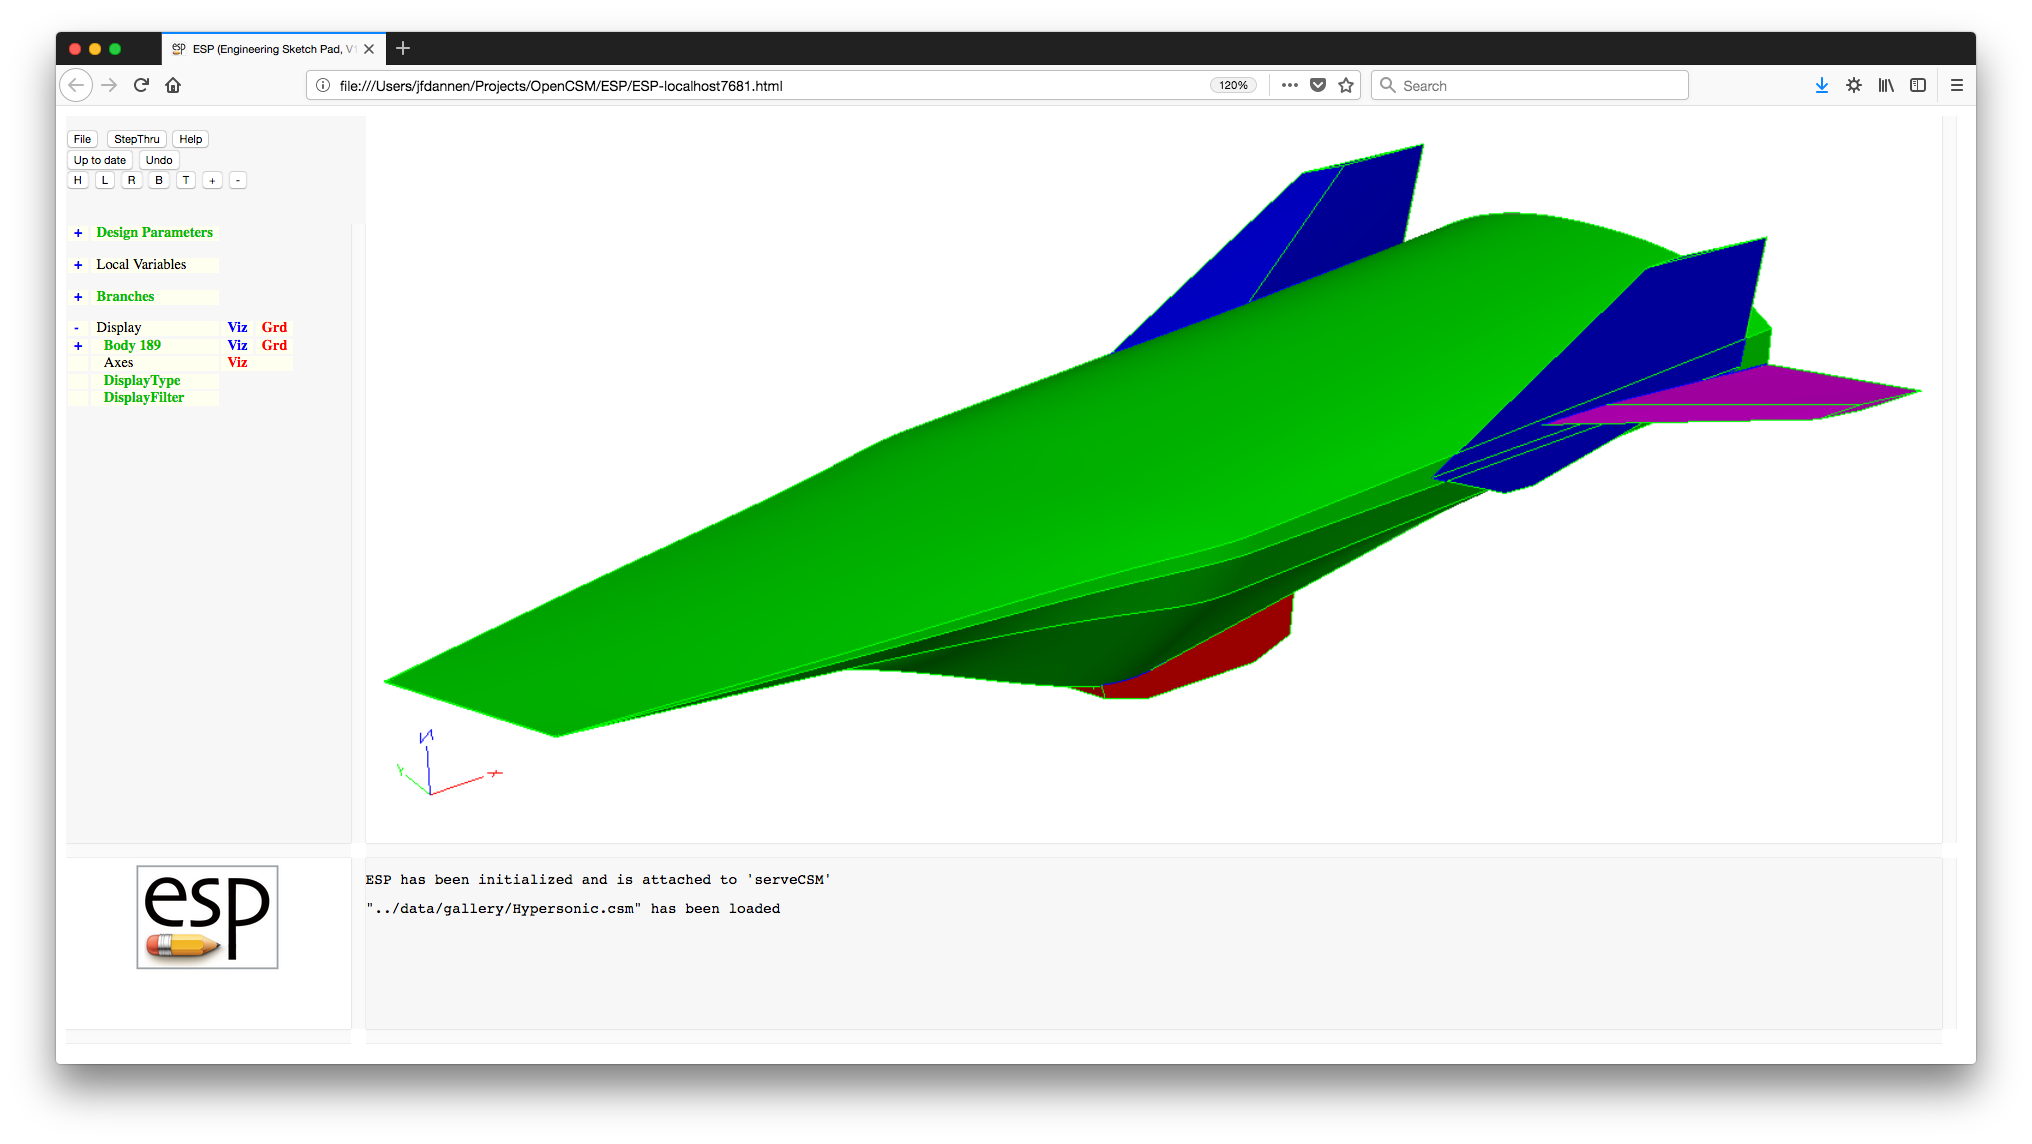 esp ESP (Engineering Sketch Pad, V1
file:///Users/jfdannen/Projects/OpenCSM/ESP/ESP-localhost7681.html 120% Search
File StepThru Help
Up to date Undo
H L R B T + -
+ Design Parameters
+ Local Variables
+ Branches
- Display Viz Grd
+ Body 189 Viz Grd
Axes Viz
DisplayType
DisplayFilter
Z
Y X
esp
ESP has been initialized and is attached to 'serveCSM'
"../data/gallery/Hypersonic.csm" has been loaded